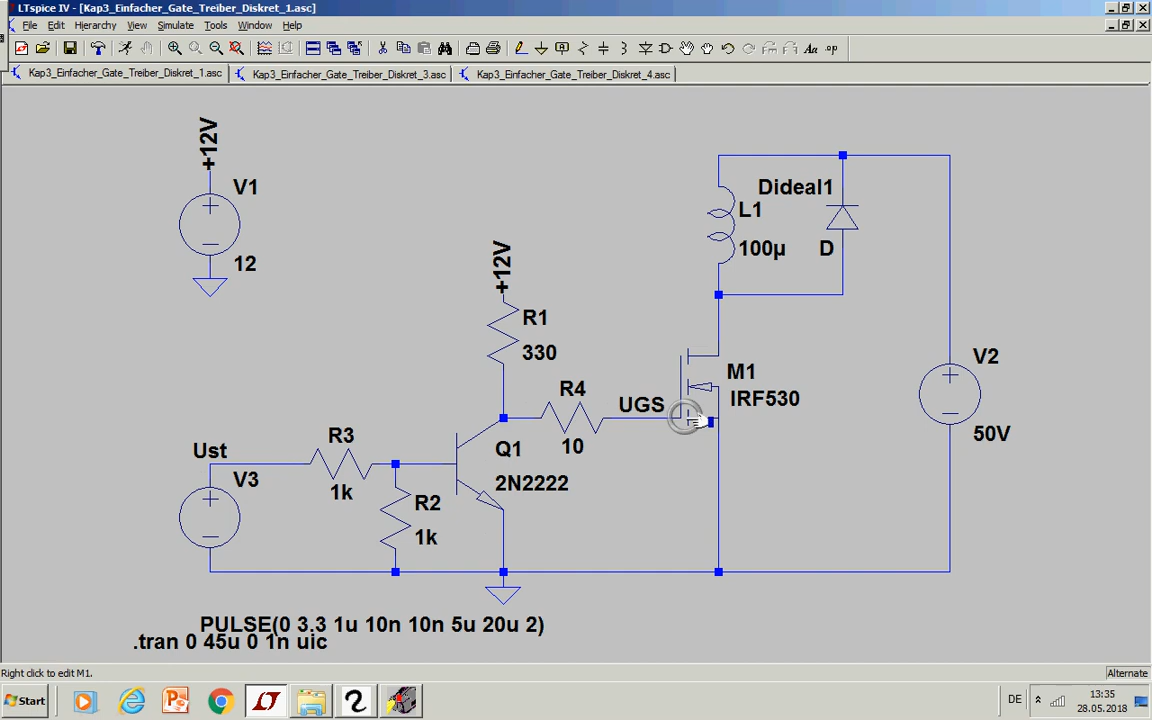 LTspice IV - [Kap3_Einfacher_Gate_Treiber_Diskret_1.asc]
File Edit Hierarchy View Simulate Tools Window Help
Aa .op
Kap3_Einfacher_Gate_Treiber_Diskret_1.asc Kap3_Einfacher_Gate_Treiber_Diskret_3.asc Kap3_Einfacher_Gate_Treiber_Diskret_4.asc
+12V
V1
12
+12V
R1
330
Dideal1
L1
100µ
D
V2
50V
M1
IRF530
R4
10
UGS
Ust
V3
R3
1k
R2
1k
Q1
2N2222
PULSE(0 3.3 1u 10n 10n 5u 20u 2)
.tran 0 45u 0 1n uic
Right click to edit M1.
Alternate
Start
DE
13:35
28.05.2018